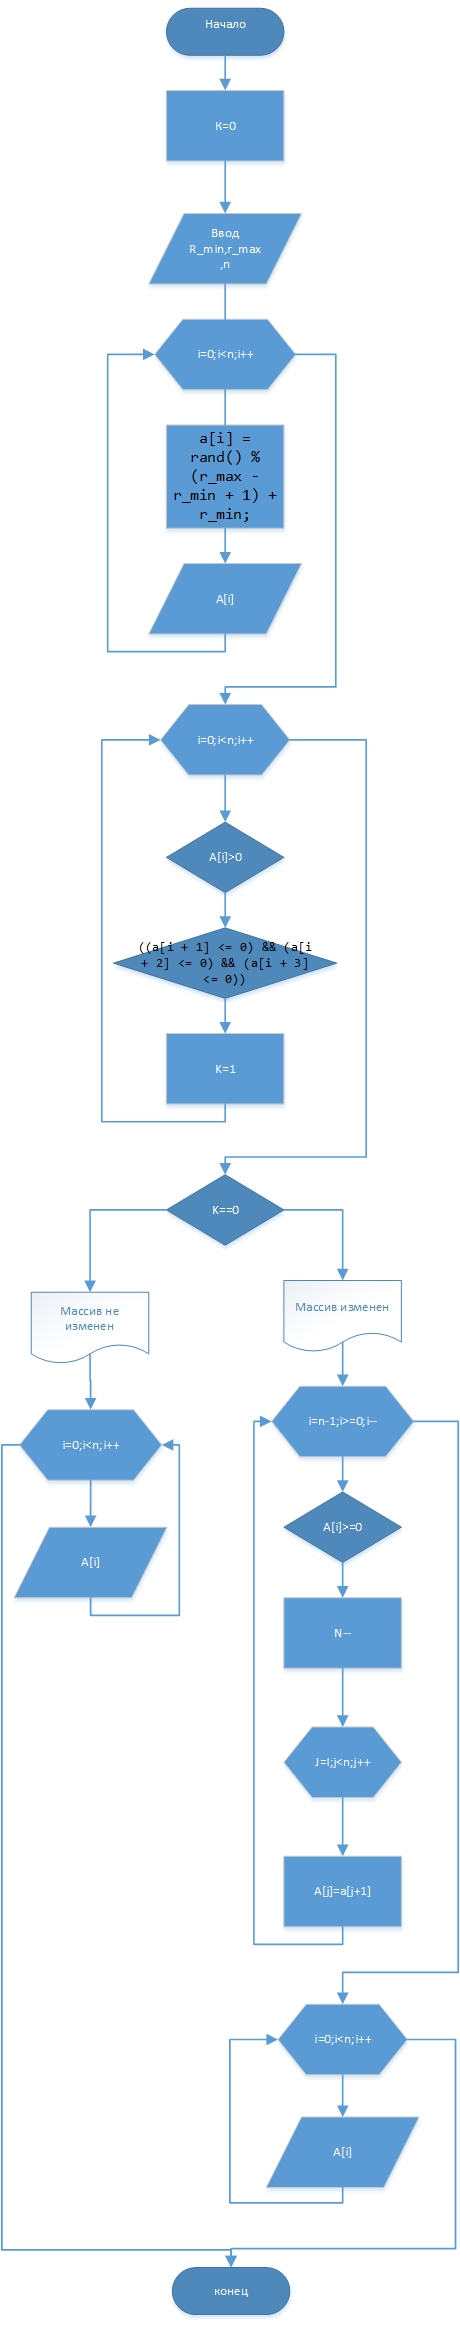 Начало
K=0
Ввод
R_min,r_max
,n
i=0;i<n;i++
a[i] =
rand() %
(r_max -
r_min + 1) +
r_min;
A[i]
i=0;i<n;i++
A[i]>0
((a[i + 1] <= 0) && (a[i
+ 2] <= 0) && (a[i + 3]
<= 0))
K=1
K==0
Массив не
изменен
Массив изменен
i=0;i<n;i++
i=n-1;i>=0;i--
A[i]
A[i]>=0
N--
J=I;j<n;j++
A[j]=a[j+1]
i=0;i<n;i++
A[i]
конец